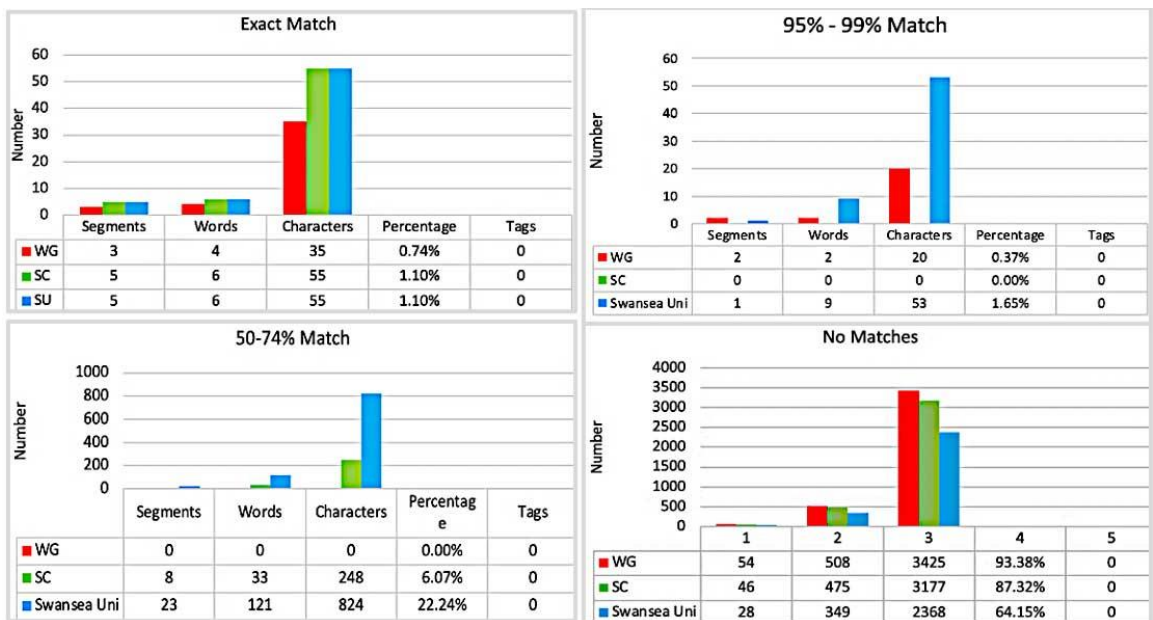 Exact Match
Number
60
50
40
30
20
10
0
Segments Words Characters Percentage Tags
WG 3 4 35 0.74% 0
SC 5 6 55 1.10% 0
SU 5 6 55 1.10% 0
95% - 99% Match
Number
60
50
40
30
20
10
0
Segments Words Characters Percentage Tags
WG 2 2 20 0.37% 0
SC 0 0 0 0.00% 0
Swansea Uni 1 9 53 1.65% 0
50-74% Match
Number
1000
800
600
400
200
0
Segments Words Characters Percentag
e Tags
WG 0 0 0 0.00% 0
SC 8 33 248 6.07% 0
Swansea Uni 23 121 824 22.24% 0
No Matches
Number
4000
3500
3000
2500
2000
1500
1000
500
0
1 2 3 4 5
WG 54 508 3425 93.38% 0
SC 46 475 3177 87.32% 0
Swansea Uni 28 349 2368 64.15% 0